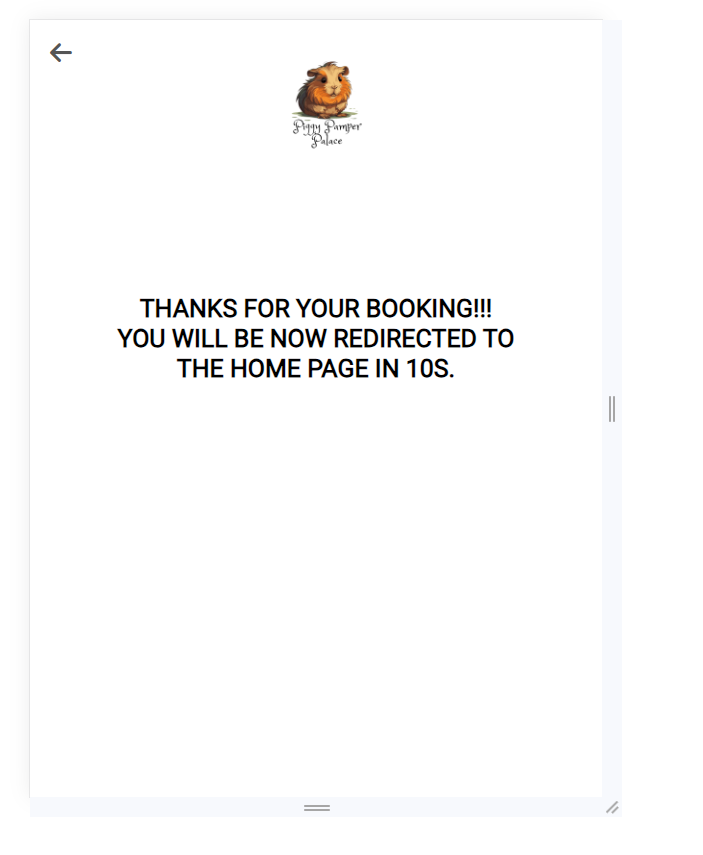 Piggy Pamper
Palace
THANKS FOR YOUR BOOKING!!!
YOU WILL BE NOW REDIRECTED TO
THE HOME PAGE IN 10S.